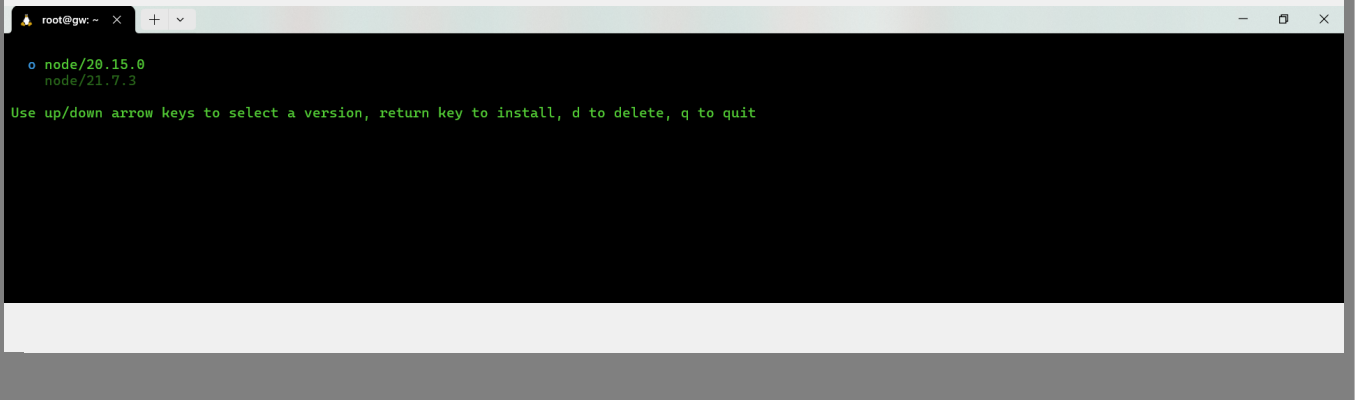 root@gw: ~
o node/20.15.0
node/21.7.3
Use up/down arrow keys to select a version, return key to install, d to delete, q to quit